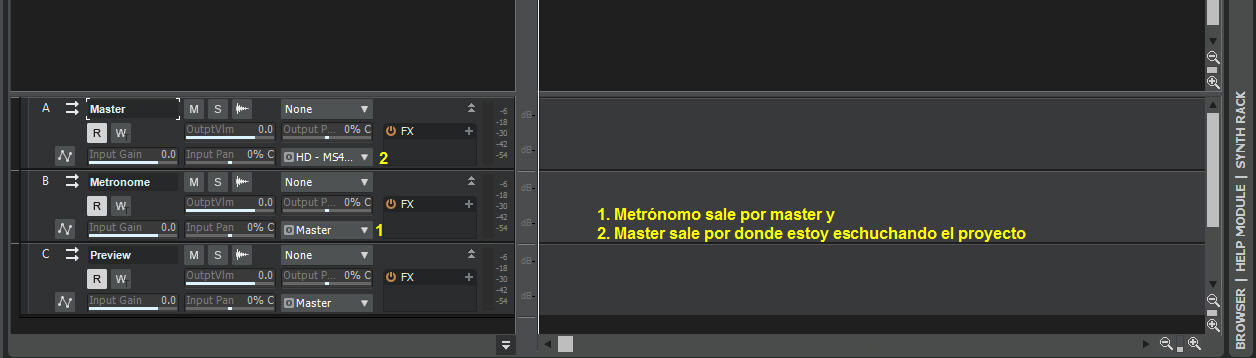 A Master M S None
R W OutptVlm 0.0 Output P... 0% C FX +
Input Gain 0.0 Input Pan 0% C HD - MS4... 2
-6
-18
-30
-42
-54
dB-
B Metronome M S None
R W OutptVlm 0.0 Output P... 0% C FX +
Input Gain 0.0 Input Pan 0% C Master 1
-6
-18
-30
-42
-54
dB-
1. Metrónomo sale por master y
2. Master sale por donde estoy eschuchando el proyecto
C Preview M S None
R W OutptVlm 0.0 Output P... 0% C FX +
Input Gain 0.0 Input Pan 0% C Master
-6
-18
-30
-42
-54
dB-
BROWSER | HELP MODULE | SYNTH RACK